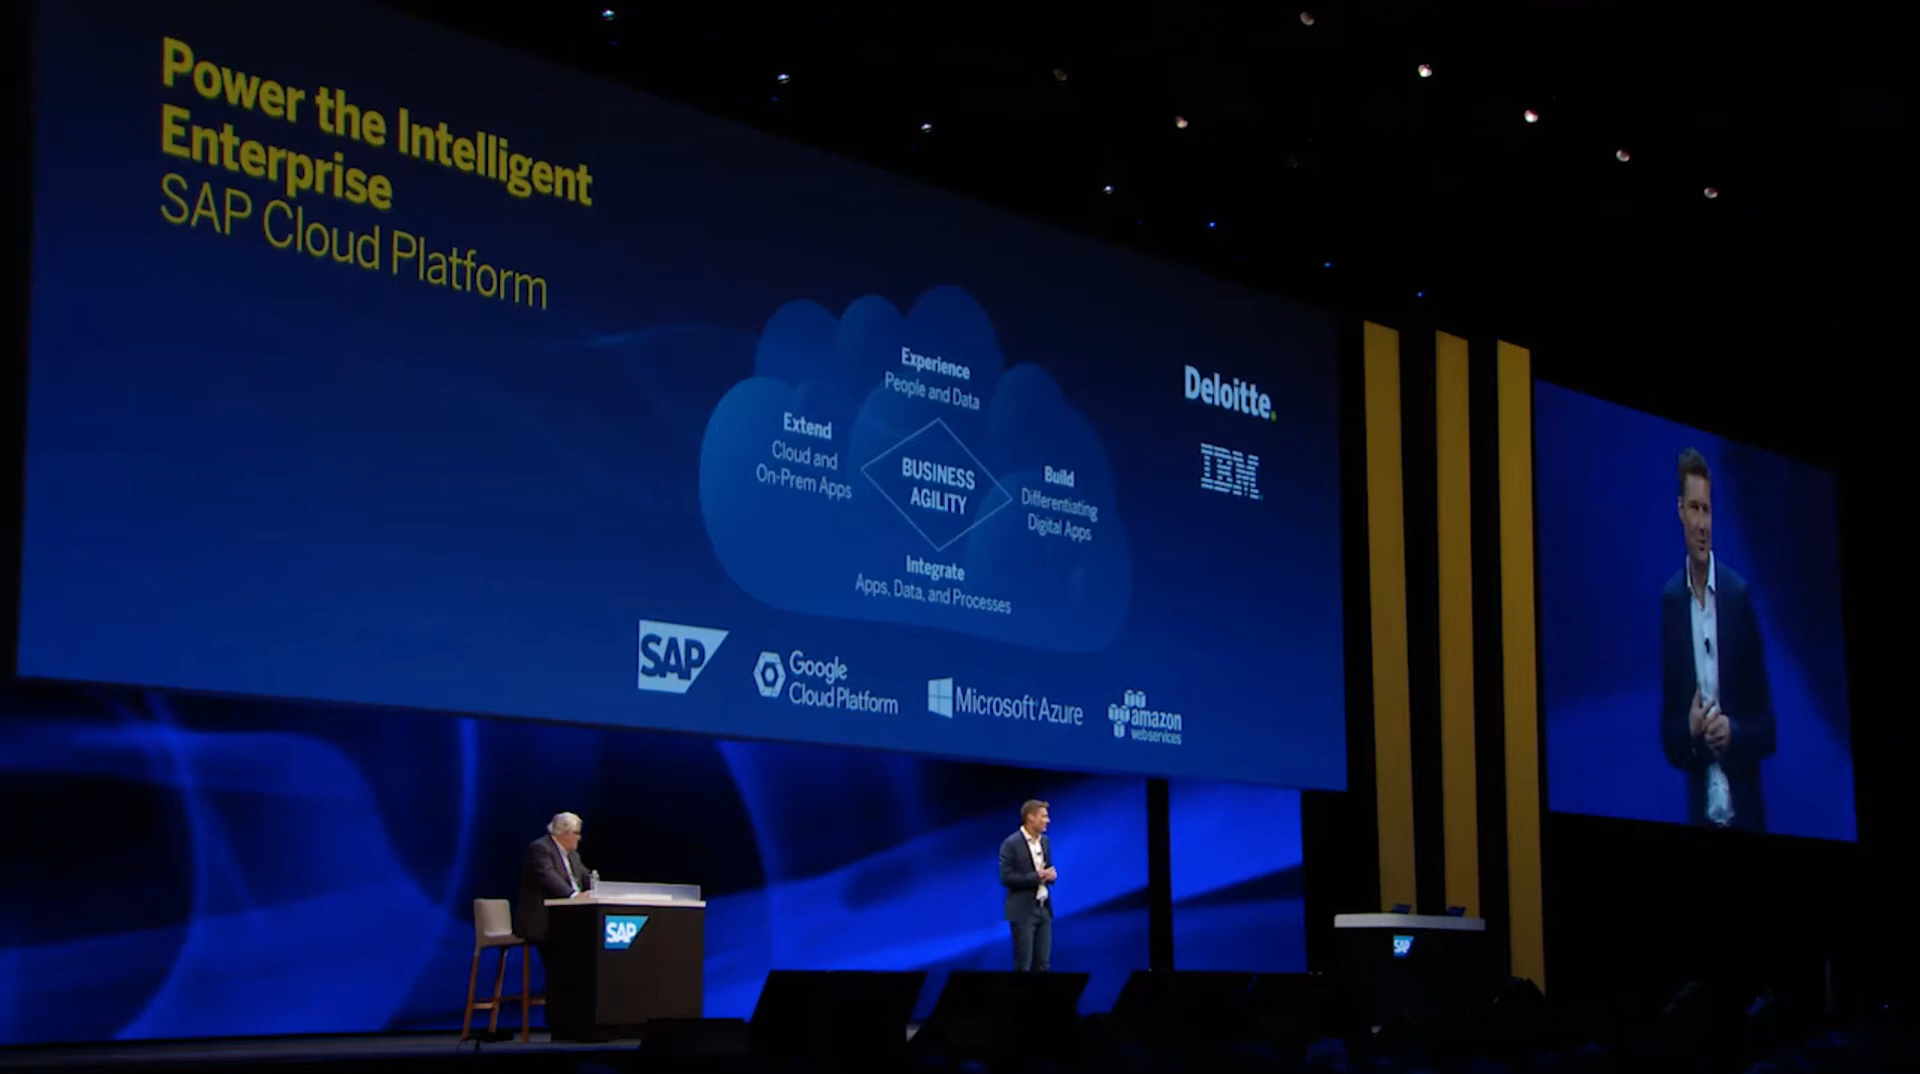 Power the Intelligent
Enterprise
SAP Cloud Platform
Experience
People and Data
Extend
Cloud and
On-Prem Apps
BUSINESS
AGILITY
Build
Differentiating
Digital Apps
Integrate
Apps, Data, and Processes
Deloitte.
IBM
SAP
Google
Cloud Platform
Microsoft Azure
amazon
webservices
SAP
SAP